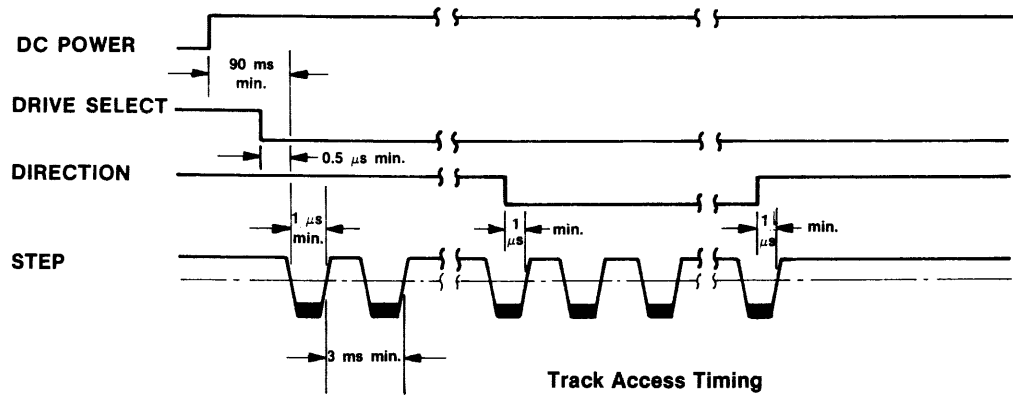 DC POWER
90 ms
min.
DRIVE SELECT
0.5 μs min.
DIRECTION
1 μs
min.
1
μs
min.
1
μs
min.
STEP
3 ms min.
Track Access Timing